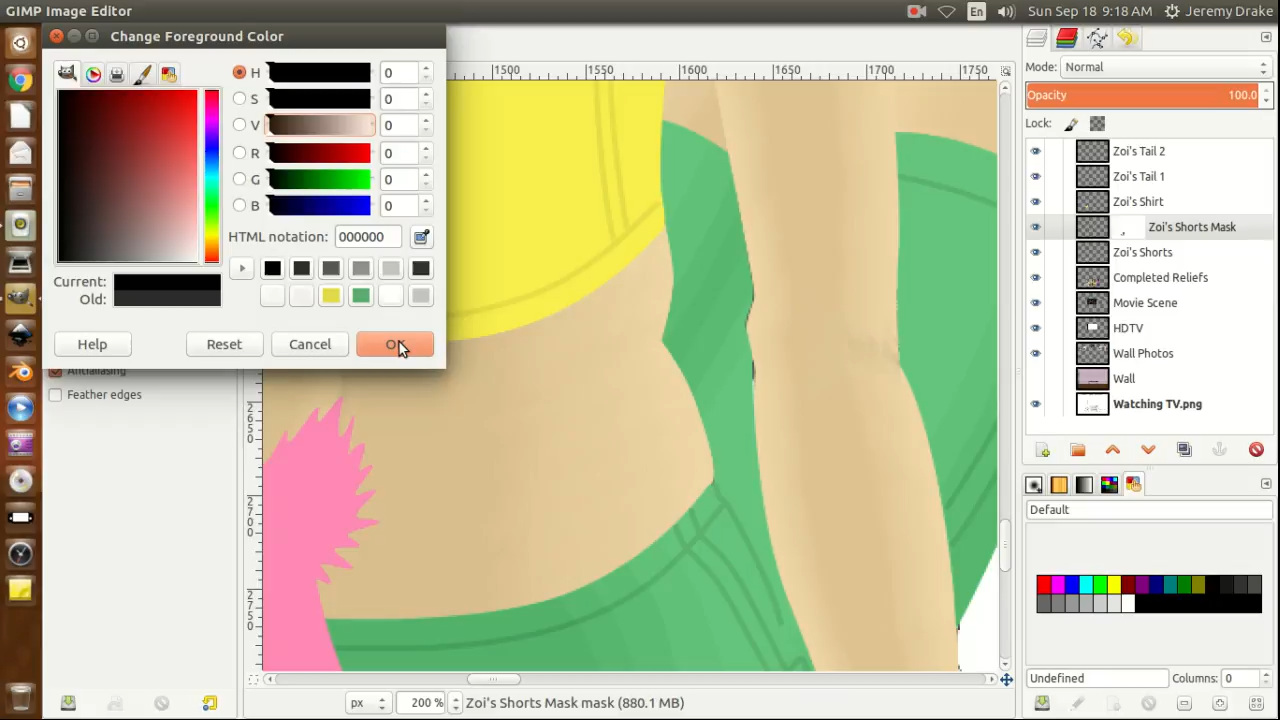 GIMP Image Editor
En
Sun Sep 18 9:18 AM
Jeremy Drake
Change Foreground Color
H 0
S 0
V 0
R 0
G 0
B 0
HTML notation: 000000
Current:
Old:
Help
Reset
Cancel
Antialiasing
Feather edges
1500
1550
1600
1650
1700
1750
Mode: Normal
Opacity 100.0
Lock:
Zoi's Tail 2
Zoi's Tail 1
Zoi's Shirt
Zoi's Shorts Mask
Zoi's Shorts
Completed Reliefs
Movie Scene
HDTV
Wall Photos
Wall
Watching TV.png
Default
Undefined
Columns: 0
px
200 %
Zoi's Shorts Mask mask (880.1 MB)